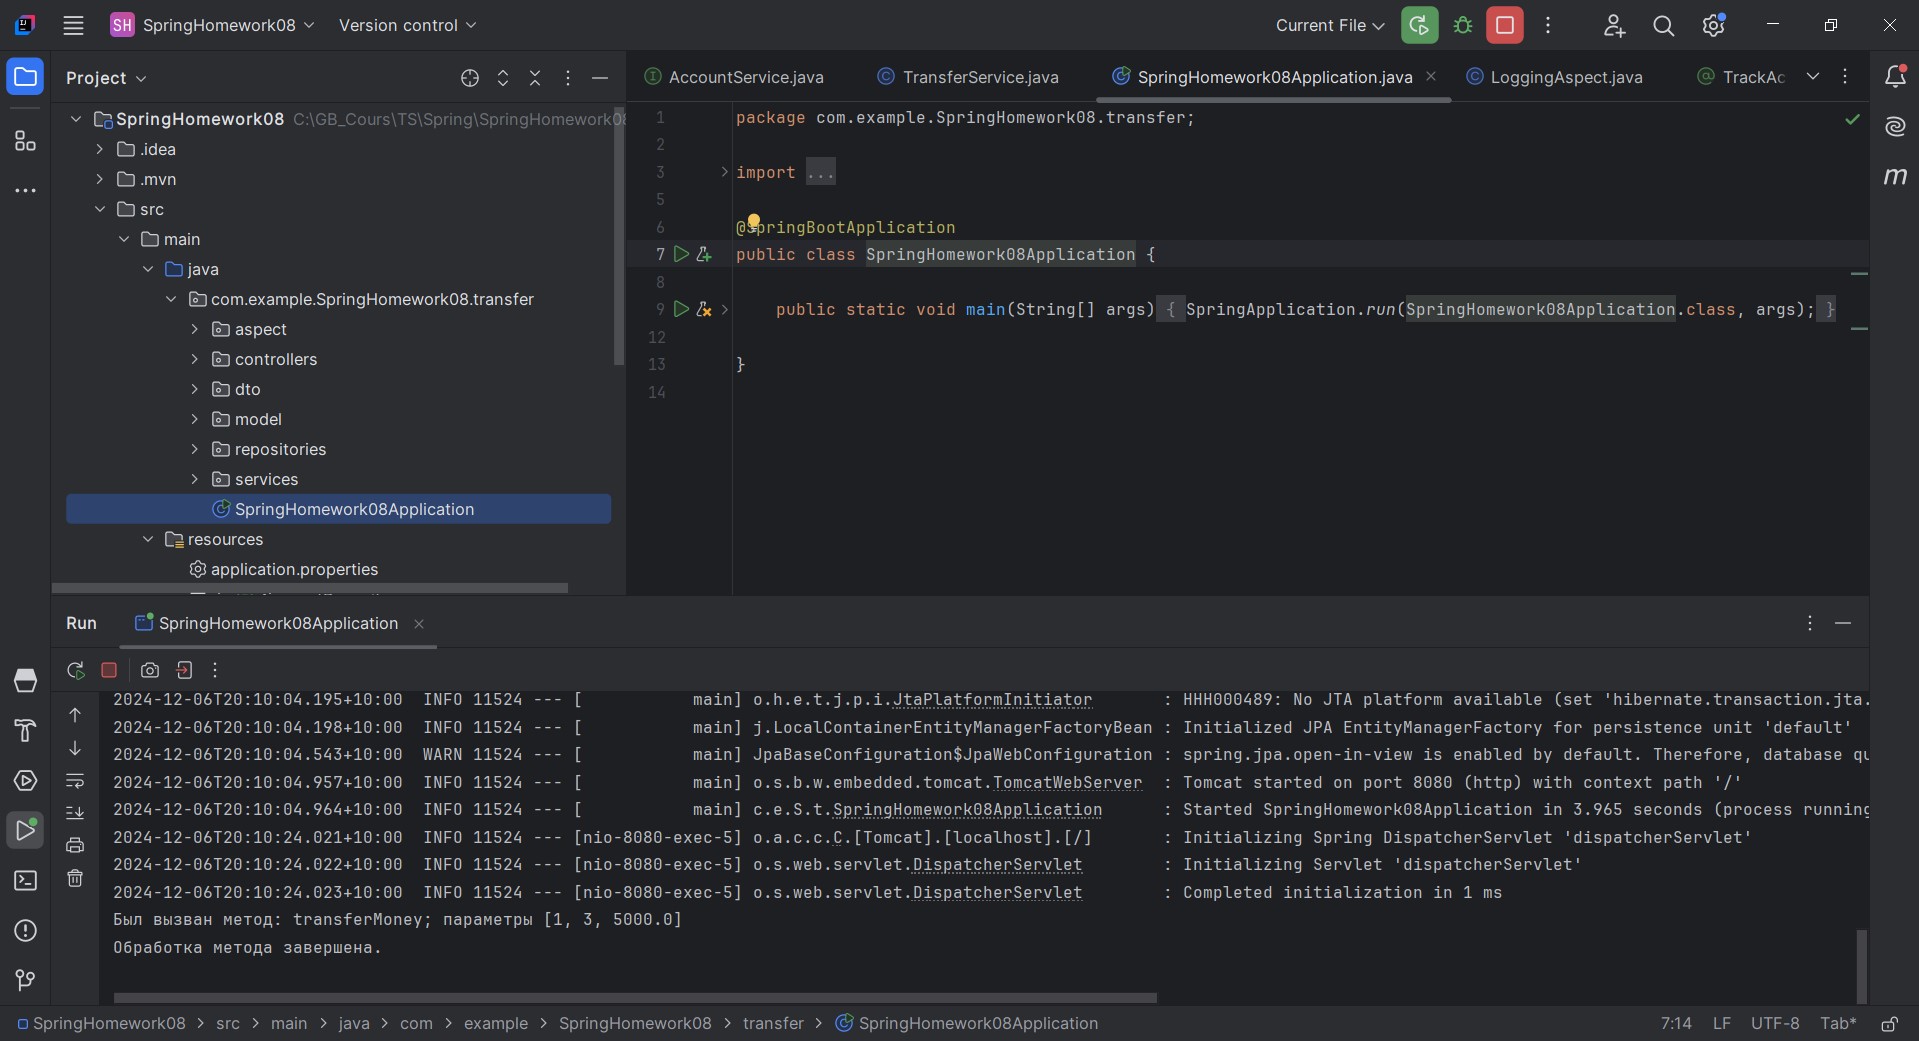 SH SpringHomework08 Version control Current File
Project
AccountService.java TransferService.java SpringHomework08Application.java LoggingAspect.java TrackAc
SpringHomework08 C:\GB_Cours\TS\Spring\SpringHomework08
.idea
.mvn
src
main
java
com.example.SpringHomework08.transfer
aspect
controllers
dto
model
repositories
services
SpringHomework08Application
resources
application.properties
1 package com.example.SpringHomework08.transfer;
2
3 import ...
5
6 @SpringBootApplication
7 public class SpringHomework08Application {
8
9 public static void main(String[] args) { SpringApplication.run(SpringHomework08Application.class, args); }
12
13 }
14
Run SpringHomework08Application
2024-12-06T20:10:04.195+10:00 INFO 11524 --- [ main] o.h.e.t.j.p.i.JtaPlatformInitiator : HHH000489: No JTA platform available (set 'hibernate.transaction.jta.
2024-12-06T20:10:04.198+10:00 INFO 11524 --- [ main] j.LocalContainerEntityManagerFactoryBean : Initialized JPA EntityManagerFactory for persistence unit 'default'
2024-12-06T20:10:04.543+10:00 WARN 11524 --- [ main] JpaBaseConfiguration$JpaWebConfiguration : spring.jpa.open-in-view is enabled by default. Therefore, database qu
2024-12-06T20:10:04.957+10:00 INFO 11524 --- [ main] o.s.b.w.embedded.tomcat.TomcatWebServer : Tomcat started on port 8080 (http) with context path '/'
2024-12-06T20:10:04.964+10:00 INFO 11524 --- [ main] c.e.S.t.SpringHomework08Application : Started SpringHomework08Application in 3.965 seconds (process running
2024-12-06T20:10:24.021+10:00 INFO 11524 --- [nio-8080-exec-5] o.a.c.c.C.[Tomcat].[localhost].[/] : Initializing Spring DispatcherServlet 'dispatcherServlet'
2024-12-06T20:10:24.022+10:00 INFO 11524 --- [nio-8080-exec-5] o.s.web.servlet.DispatcherServlet : Initializing Servlet 'dispatcherServlet'
2024-12-06T20:10:24.023+10:00 INFO 11524 --- [nio-8080-exec-5] o.s.web.servlet.DispatcherServlet : Completed initialization in 1 ms
Был вызван метод: transferMoney; параметры [1, 3, 5000.0]
Обработка метода завершена.
SpringHomework08 > src > main > java > com > example > SpringHomework08 > transfer > SpringHomework08Application 7:14 LF UTF-8 Tab*